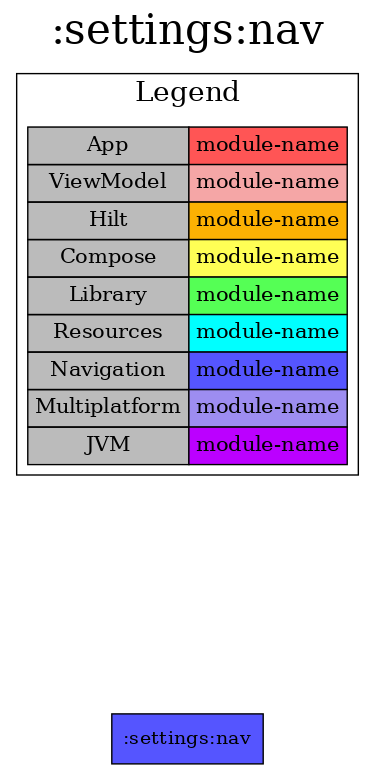 :settings:nav
Legend
App module-name
ViewModel module-name
Hilt module-name
Compose module-name
Library module-name
Resources module-name
Navigation module-name
Multiplatform module-name
JVM module-name
:settings:nav